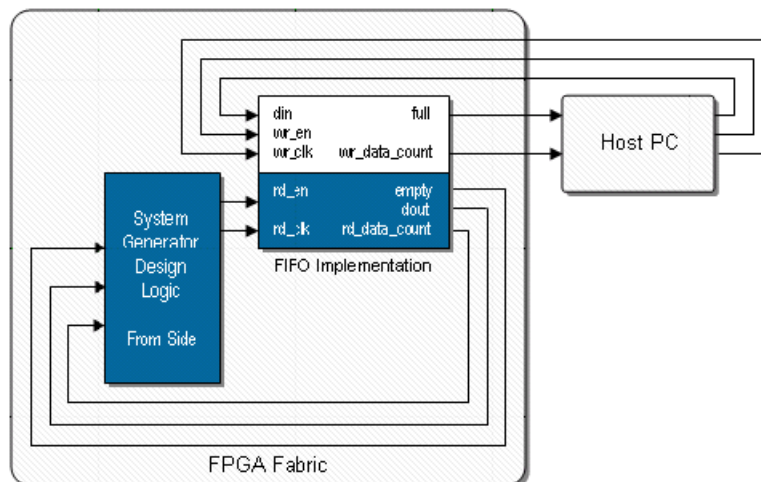 din full
wr_en
wr_clk wr_data_count
rd_en empty
dout
rd_clk rd_data_count
FIFO Implementation
System
Generator
Design
Logic
From Side
Host PC
FPGA Fabric